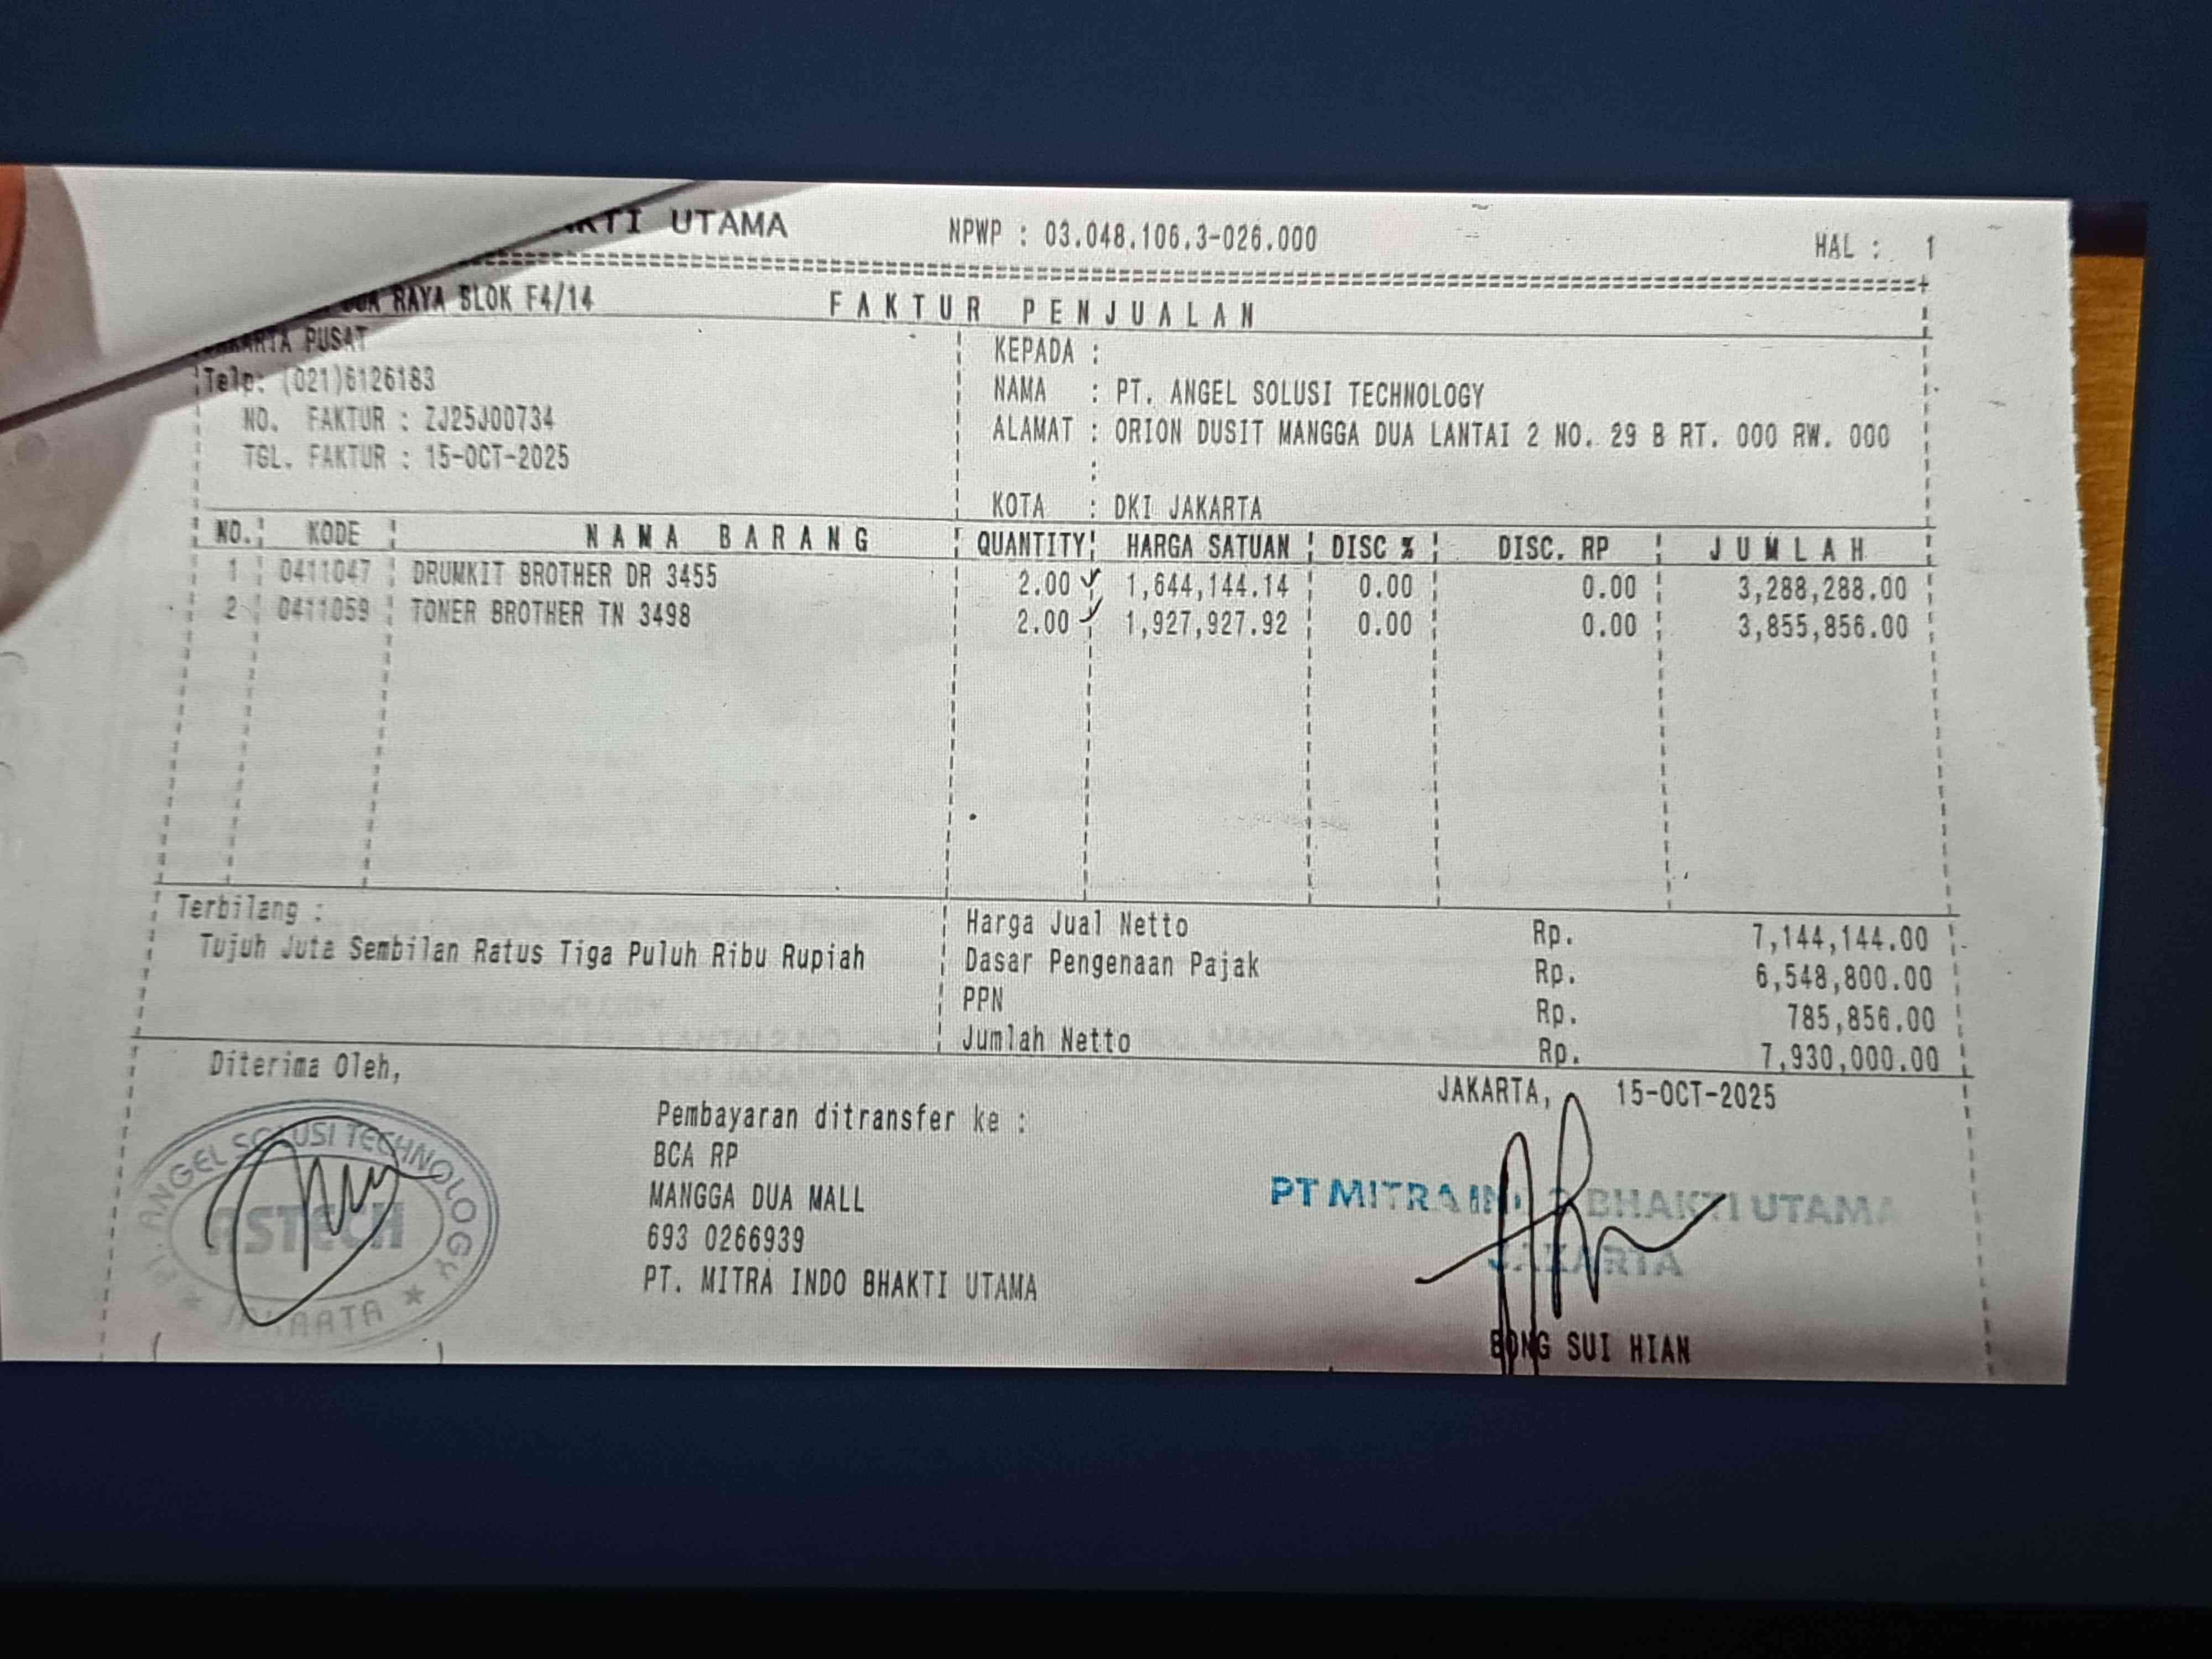 UTAMA NPWP : 03.048.106.3-026.000 HAL : 1
RAYA BLOK F4/14 FAKTUR PENJUALAN
PUSAT
Telp: (021)6126183
NO. FAKTUR : ZJ25J00734
TGL. FAKTUR : 15-OCT-2025
KEPADA :
NAMA : PT. ANGEL SOLUSI TECHNOLOGY
ALAMAT : ORION DUSIT MANGGA DUA LANTAI 2 NO. 29 B RT. 000 RW. 000
:
KOTA : DKI JAKARTA
NO. KODE NAMA BARANG QUANTITY HARGA SATUAN DISC % DISC. RP JUMLAH
1 0411047 DRUMKIT BROTHER DR 3455 2.00 1,644,144.14 0.00 0.00 3,288,288.00
2 0411059 TONER BROTHER TN 3498 2.00 1,927,927.92 0.00 0.00 3,855,856.00
Terbilang :
Tujuh Juta Sembilan Ratus Tiga Puluh Ribu Rupiah
Harga Jual Netto Rp. 7,144,144.00
Dasar Pengenaan Pajak Rp. 6,548,800.00
PPN Rp. 785,856.00
Jumlah Netto Rp. 7,930,000.00
Diterima Oleh,
PT. ANGEL SOLUSI TECHNOLOGY
ASTECH
JAKARTA
Pembayaran ditransfer ke :
BCA RP
MANGGA DUA MALL
693 0266939
PT. MITRA INDO BHAKTI UTAMA
JAKARTA, 15-OCT-2025
PT MITRA INDO BHAKTI UTAMA
JAKARTA
BONG SUI HIAN